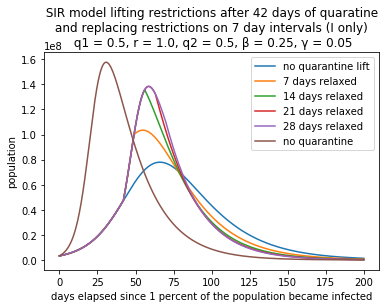 SIR model lifting restrictions after 42 days of quaratine
and replacing restrictions on 7 day intervals (I only)
q1 = 0.5, r = 1.0, q2 = 0.5, β = 0.25, γ = 0.05
1e8
1.6
1.4
1.2
1.0
0.8
0.6
0.4
0.2
0.0
population
no quarantine lift
7 days relaxed
14 days relaxed
21 days relaxed
28 days relaxed
no quarantine
0 25 50 75 100 125 150 175 200
days elapsed since 1 percent of the population became infected